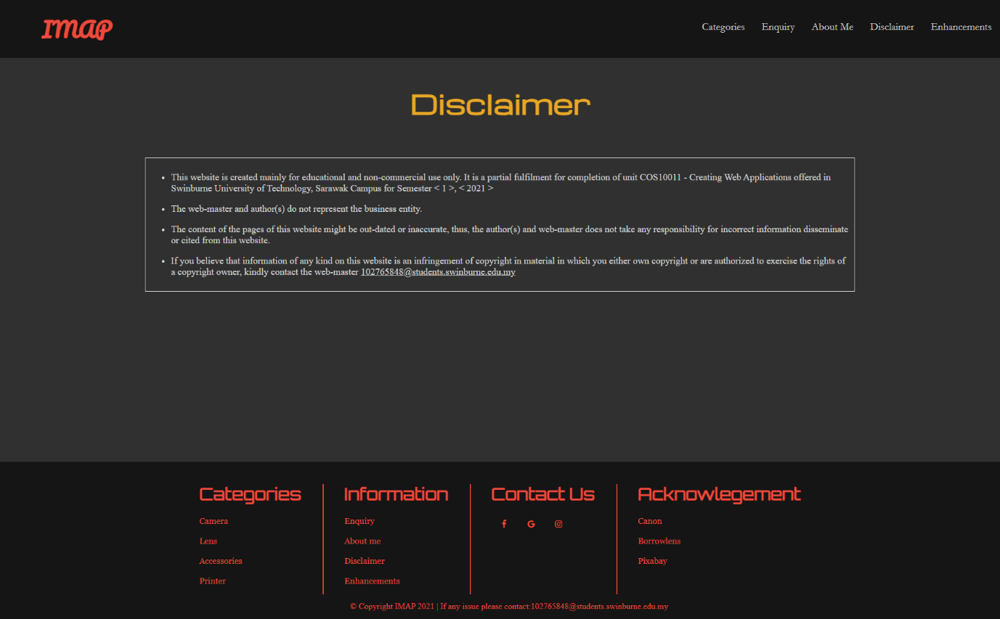 IMAP
Categories Enquiry About Me Disclaimer Enhancements
Disclaimer
• This website is created mainly for educational and non-commercial use only. It is a partial fulfilment for completion of unit COS10011 - Creating Web Applications offered in
Swinburne University of Technology, Sarawak Campus for Semester < 1 >, < 2021 >
• The web-master and author(s) do not represent the business entity.
• The content of the pages of this website might be out-dated or inaccurate, thus, the author(s) and web-master does not take any responsibility for incorrect information disseminate
or cited from this website.
• If you believe that information of any kind on this website is an infringement of copyright in material in which you either own copyright or are authorized to exercise the rights of
a copyright owner, kindly contact the web-master 102765848@students.swinburne.edu.my
Categories
Camera
Lens
Accessories
Printer
Information
Enquiry
About me
Disclaimer
Enhancements
Contact Us
Acknowlegement
Canon
Borrowlens
Pixabay
© Copyright IMAP 2021 | If any issue please contact:102765848@students.swinburne.edu.my